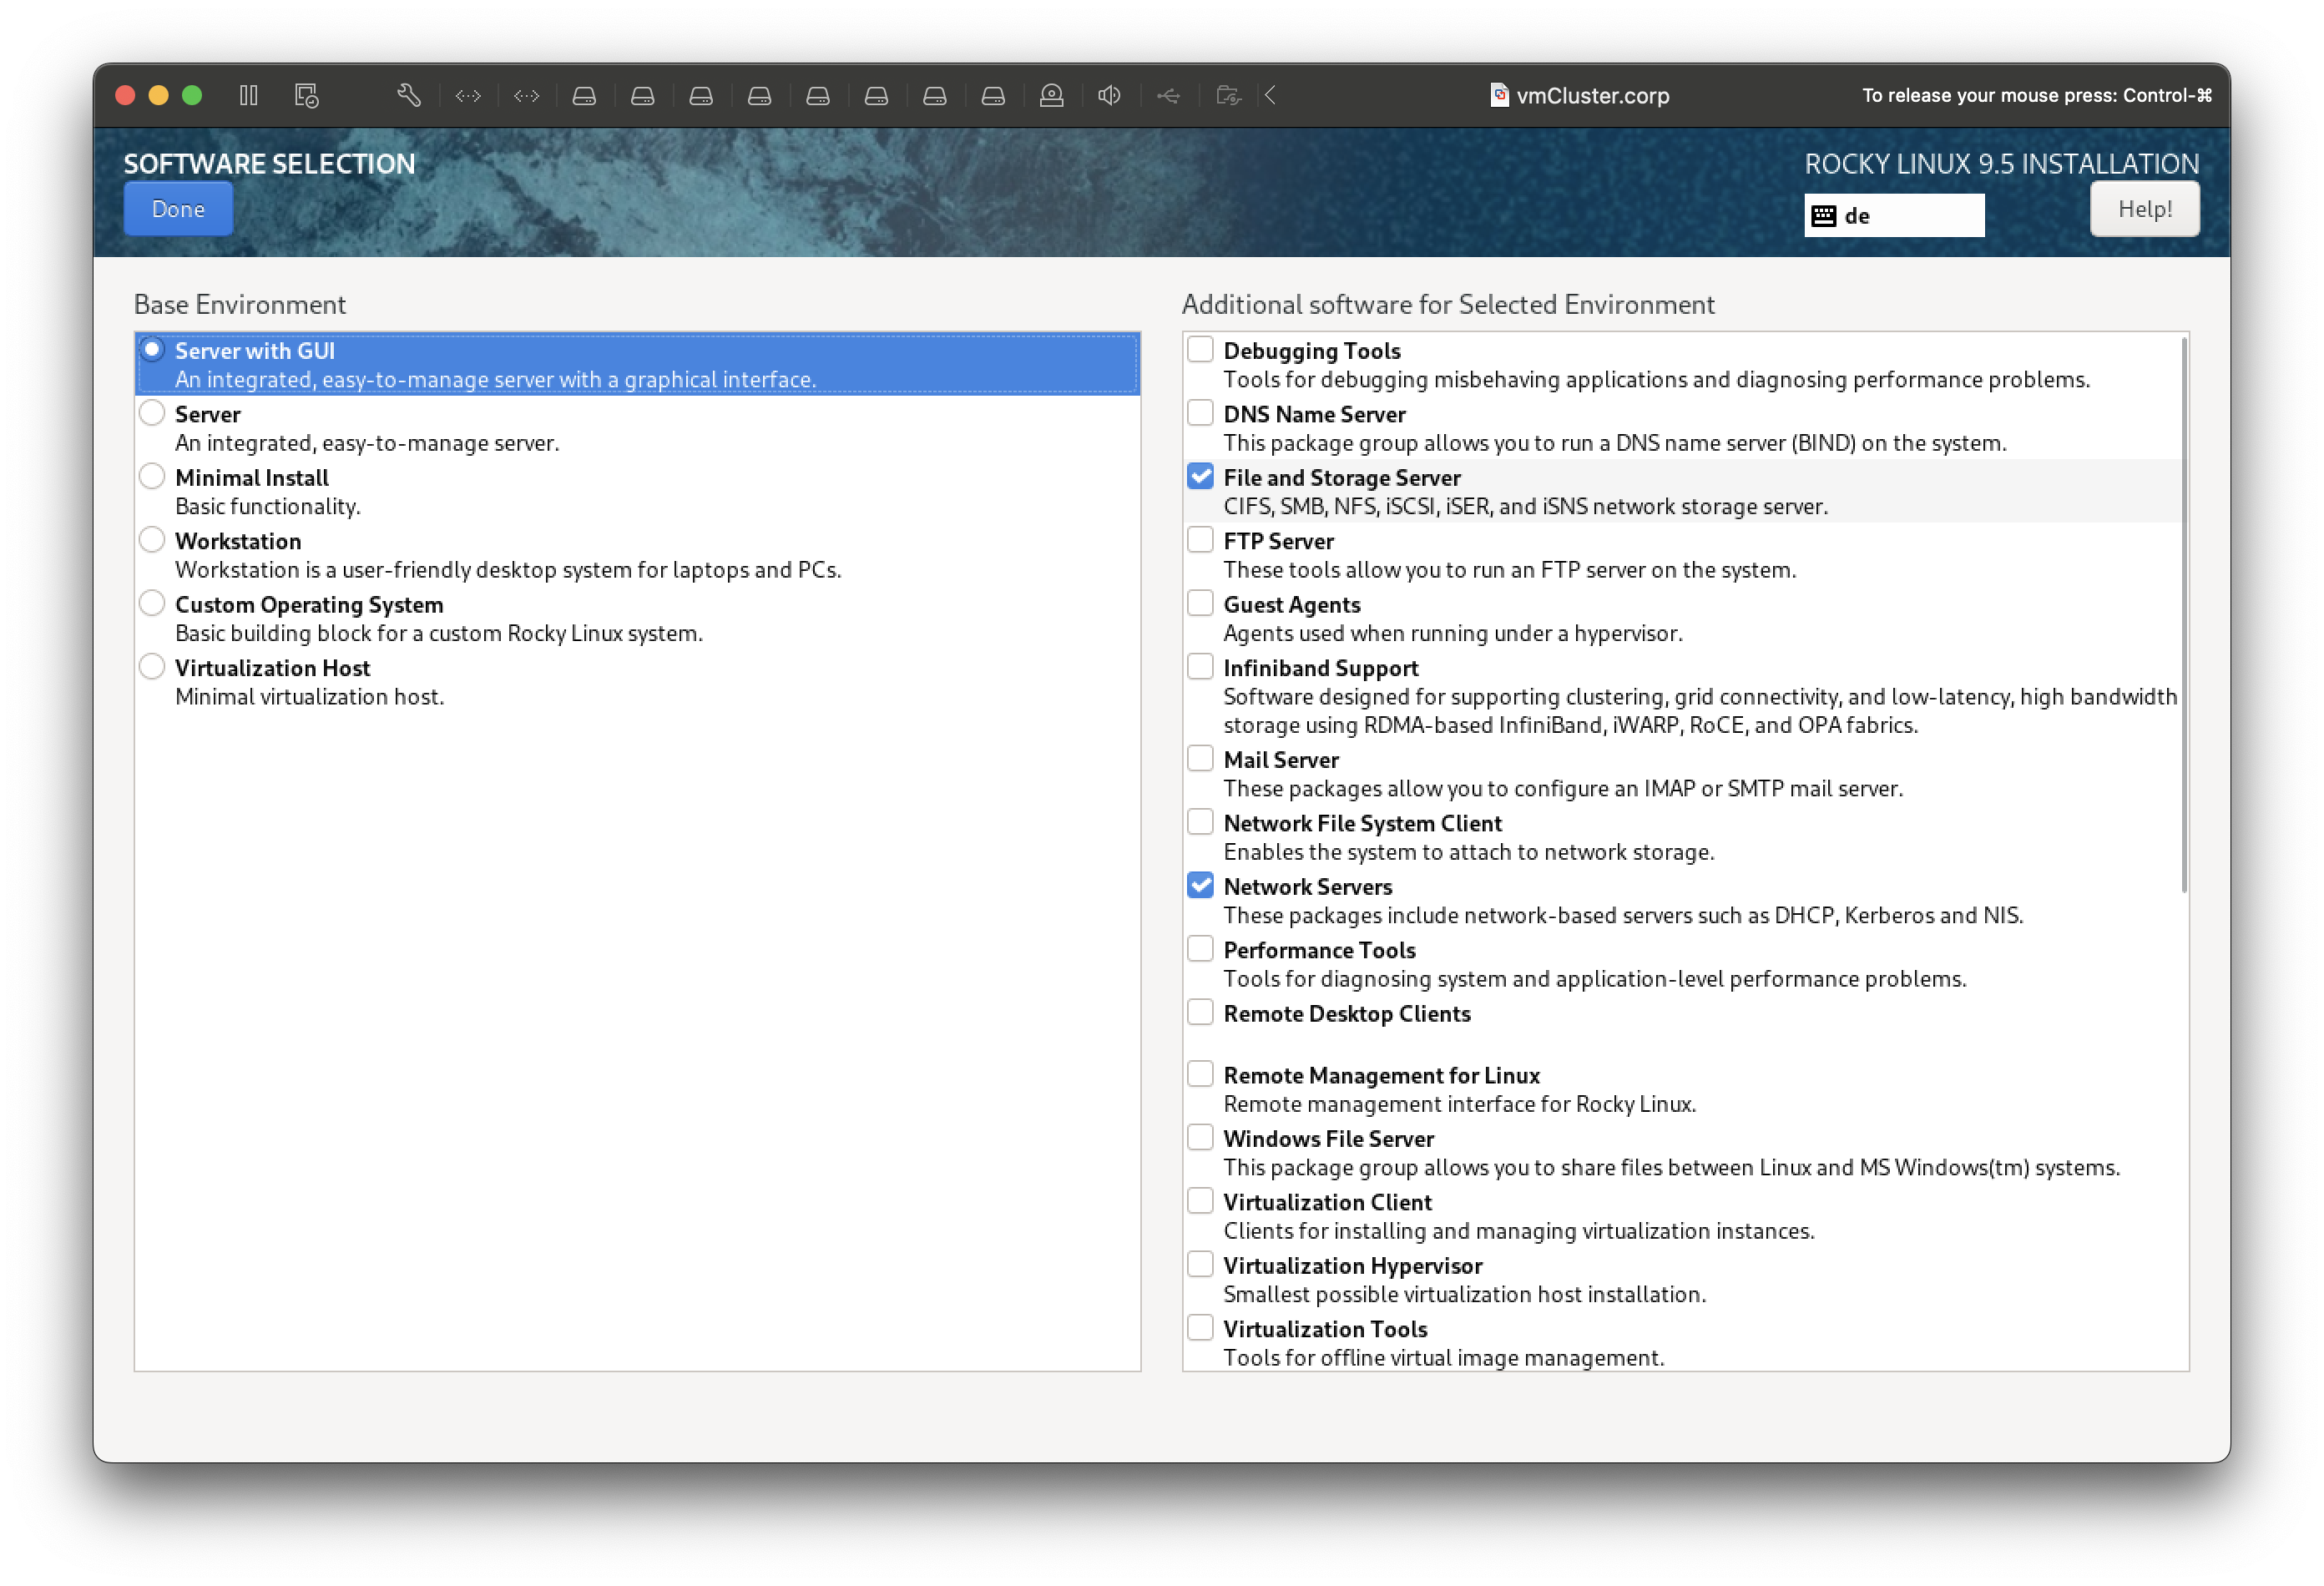 vmCluster.corp
To release your mouse press: Control-⌘
SOFTWARE SELECTION
ROCKY LINUX 9.5 INSTALLATION
Done
de
Help!
Base Environment
Server with GUI
An integrated, easy-to-manage server with a graphical interface.
Server
An integrated, easy-to-manage server.
Minimal Install
Basic functionality.
Workstation
Workstation is a user-friendly desktop system for laptops and PCs.
Custom Operating System
Basic building block for a custom Rocky Linux system.
Virtualization Host
Minimal virtualization host.
Additional software for Selected Environment
Debugging Tools
Tools for debugging misbehaving applications and diagnosing performance problems.
DNS Name Server
This package group allows you to run a DNS name server (BIND) on the system.
File and Storage Server
CIFS, SMB, NFS, iSCSI, iSER, and iSNS network storage server.
FTP Server
These tools allow you to run an FTP server on the system.
Guest Agents
Agents used when running under a hypervisor.
Infiniband Support
Software designed for supporting clustering, grid connectivity, and low-latency, high bandwidth
storage using RDMA-based InfiniBand, iWARP, RoCE, and OPA fabrics.
Mail Server
These packages allow you to configure an IMAP or SMTP mail server.
Network File System Client
Enables the system to attach to network storage.
Network Servers
These packages include network-based servers such as DHCP, Kerberos and NIS.
Performance Tools
Tools for diagnosing system and application-level performance problems.
Remote Desktop Clients
Remote Management for Linux
Remote management interface for Rocky Linux.
Windows File Server
This package group allows you to share files between Linux and MS Windows(tm) systems.
Virtualization Client
Clients for installing and managing virtualization instances.
Virtualization Hypervisor
Smallest possible virtualization host installation.
Virtualization Tools
Tools for offline virtual image management.